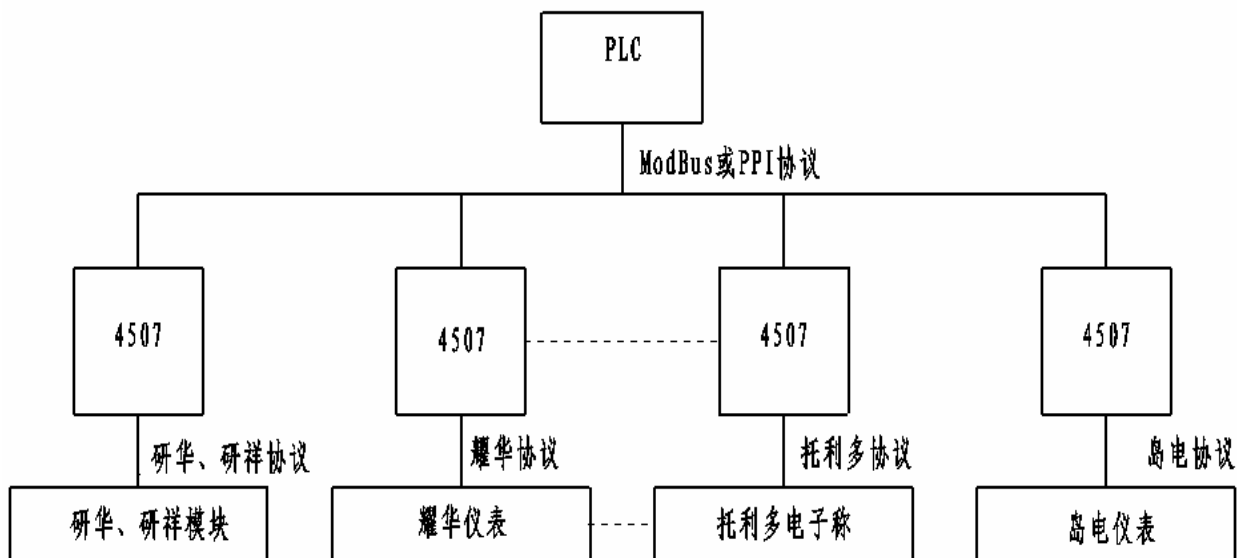 PLC
ModBus或PPI协议
4507
4507
4507
4507
研华、研祥协议
耀华协议
托利多协议
岛电协议
研华、研祥模块
耀华仪表
托利多电子称
岛电仪表